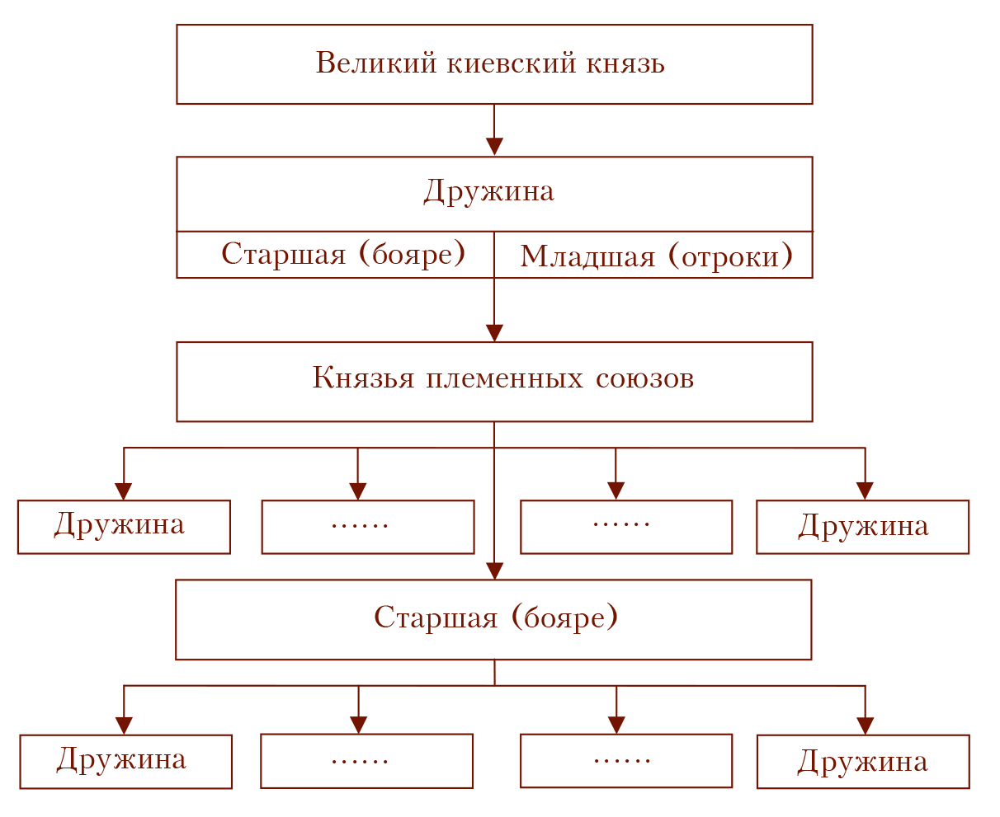 Великий киевский князь
Дружина
Старшая (бояре)
Младшая (отроки)
Князья племенных союзов
Дружина
......
......
Дружина
Старшая (бояре)
Дружина
......
......
Дружина